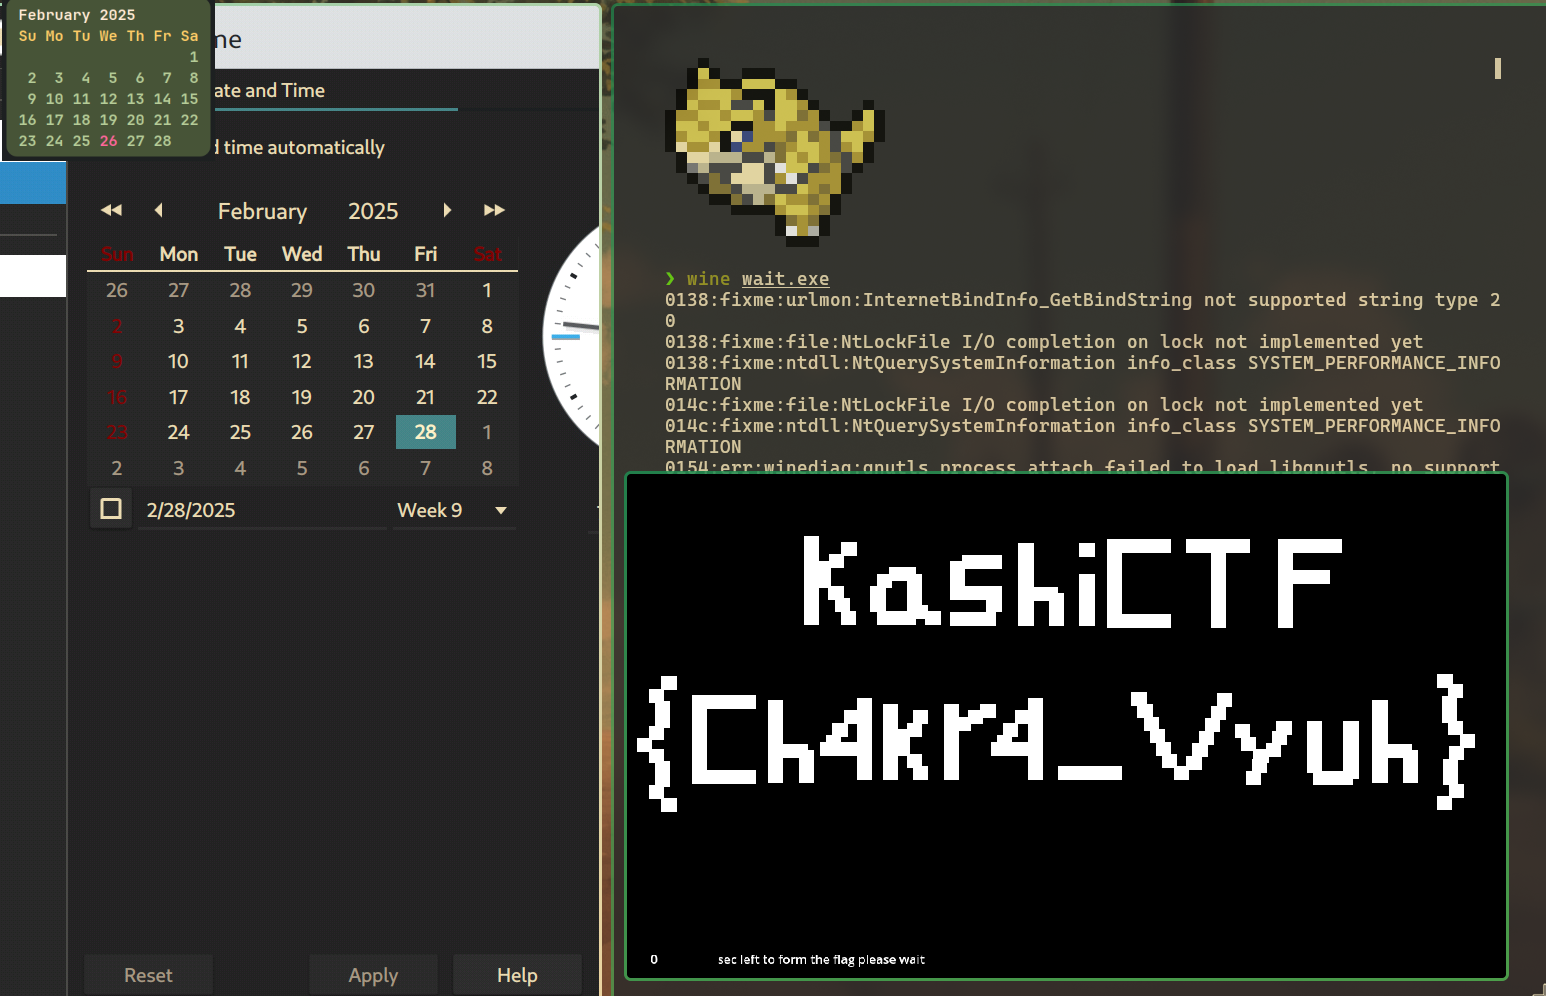 February 2025
Su Mo Tu We Th Fr Sa
1
2 3 4 5 6 7 8
9 10 11 12 13 14 15
16 17 18 19 20 21 22
23 24 25 26 27 28
me
ate and Time
d time automatically
February 2025
Sun Mon Tue Wed Thu Fri Sat
26 27 28 29 30 31 1
2 3 4 5 6 7 8
9 10 11 12 13 14 15
16 17 18 19 20 21 22
23 24 25 26 27 28 1
2 3 4 5 6 7 8
2/28/2025 Week 9
Reset Apply Help
❯ wine wait.exe
0138:fixme:urlmon:InternetBindInfo_GetBindString not supported string type 2
0
0138:fixme:file:NtLockFile I/O completion on lock not implemented yet
0138:fixme:ntdll:NtQuerySystemInformation info_class SYSTEM_PERFORMANCE_INFO
RMATION
014c:fixme:file:NtLockFile I/O completion on lock not implemented yet
014c:fixme:ntdll:NtQuerySystemInformation info_class SYSTEM_PERFORMANCE_INFO
RMATION
0154:err:winediag:gnutls_process_attach failed to load libgnutls, no support
KashiCTF
{Ch4kr4_Vyuh}
0 sec left to form the flag please wait